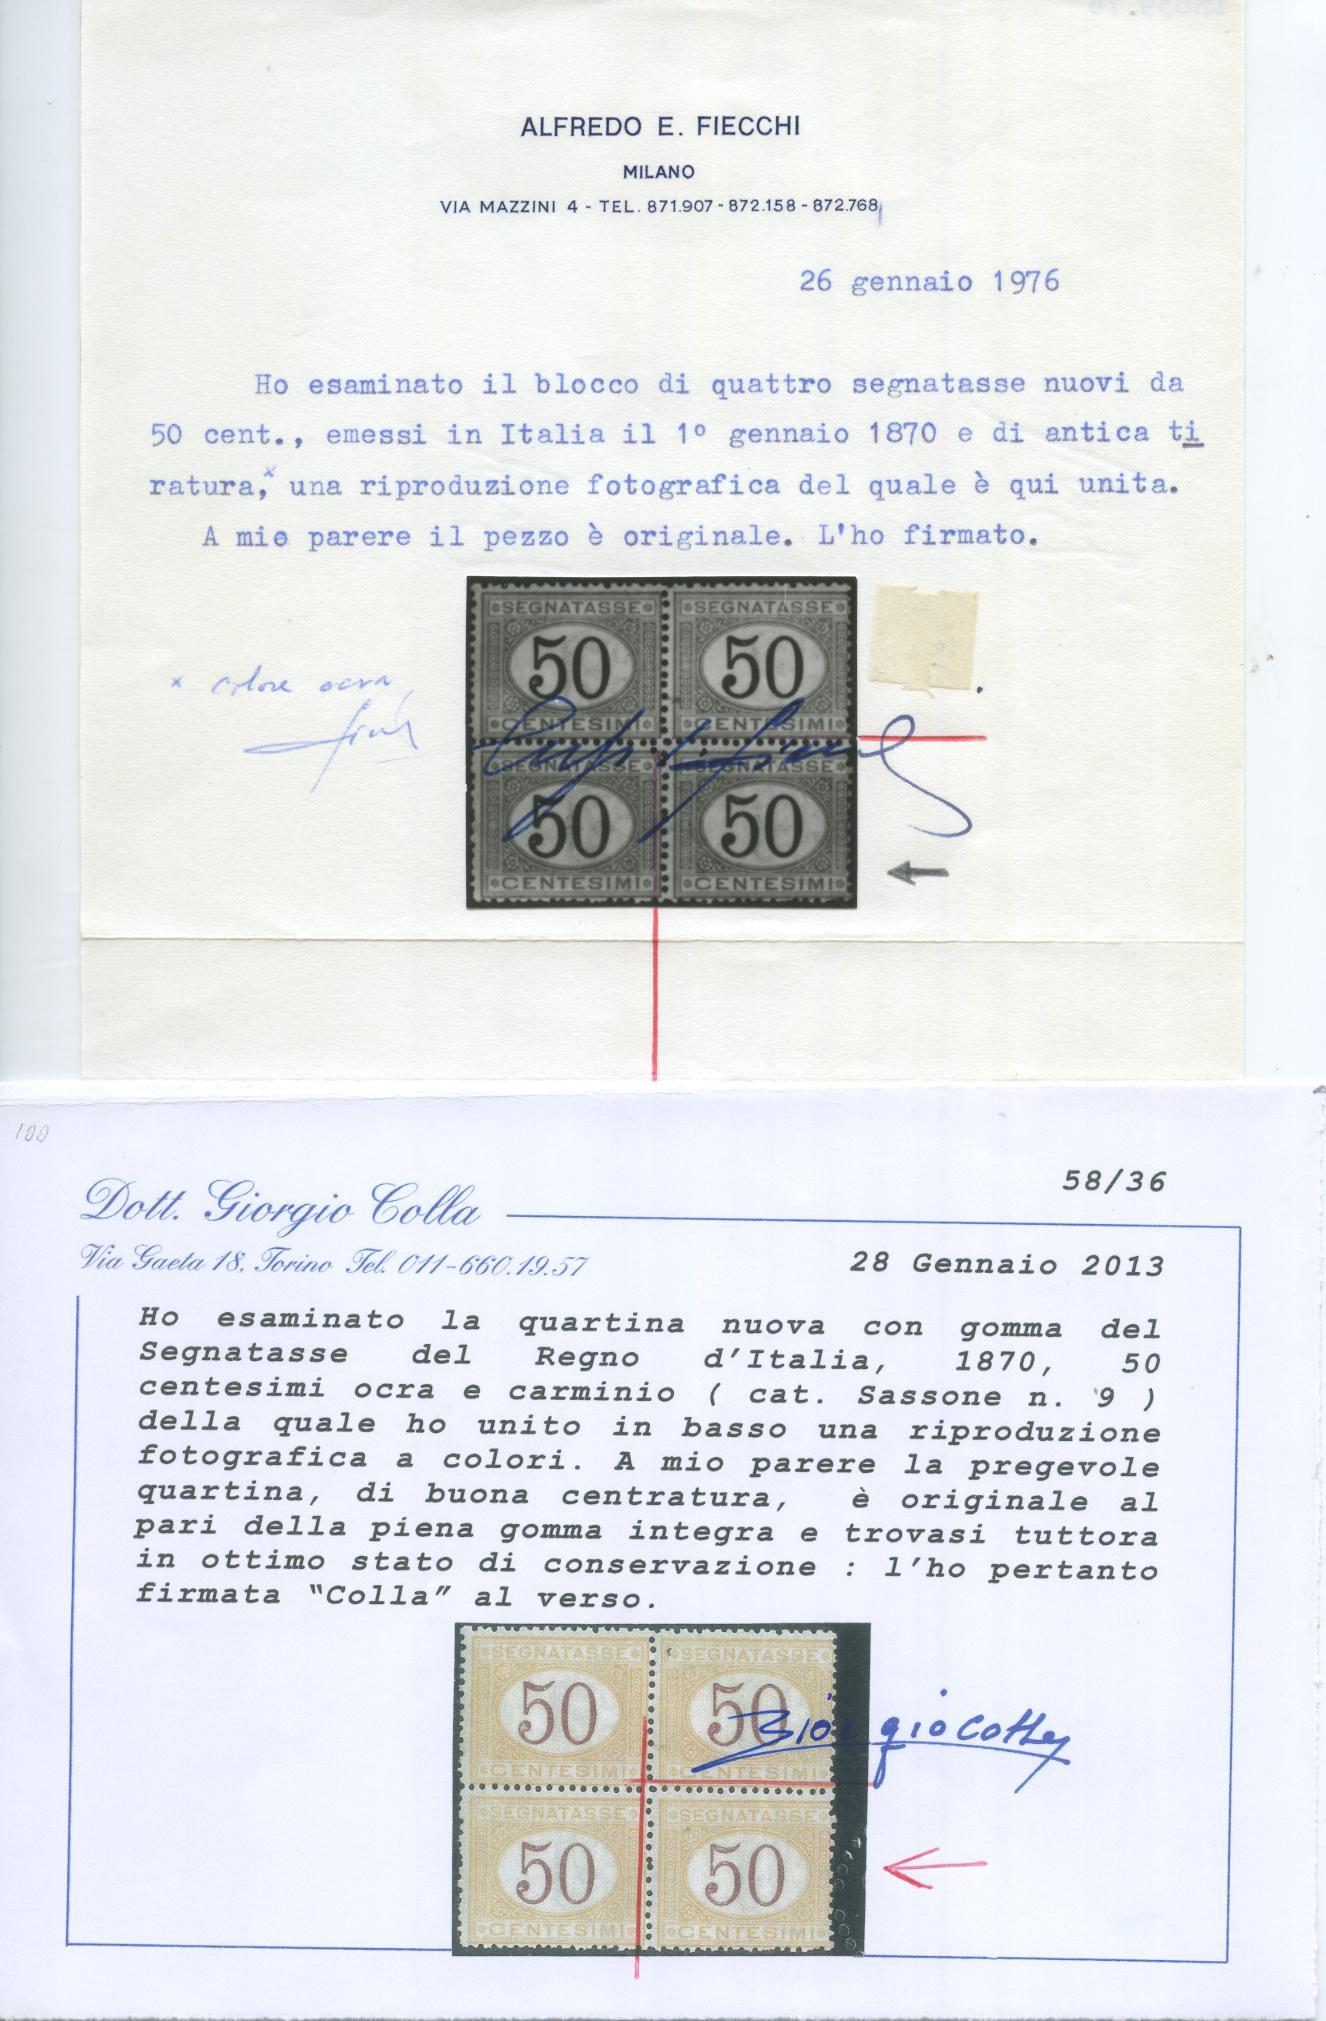 ALFREDO E. FIECCHI
MILANO
VIA MAZZINI 4 - TEL. 871.907 - 872.158 - 872.768
26 gennaio 1976
Ho esaminato il blocco di quattro segnatasse nuovi da
50 cent., emessi in Italia il 1° gennaio 1870 e di antica ti
ratura,* una riproduzione fotografica del quale è qui unita.
A mio parere il pezzo è originale. L'ho firmato.
SEGNATASSE SEGNATASSE
50 50
CENTESIMI CENTESIMI
* colore ocra
SEGNATASSE SEGNATASSE
50 50
CENTESIMI CENTESIMI
100
58/36
Dott. Giorgio Colla
Via Gaeta 18, Torino Tel. 011-660.19.57
28 Gennaio 2013
Ho esaminato la quartina nuova con gomma del
Segnatasse del Regno d'Italia, 1870, 50
centesimi ocra e carminio ( cat. Sassone n. 9 )
della quale ho unito in basso una riproduzione
fotografica a colori. A mio parere la pregevole
quartina, di buona centratura, è originale al
pari della piena gomma integra e trovasi tuttora
in ottimo stato di conservazione : l'ho pertanto
firmata "Colla" al verso.
SEGNATASSE SEGNATASSE
50 50
Giorgio Colla
CENTESIMI CENTESIMI
SEGNATASSE SEGNATASSE
50 50
CENTESIMI CENTESIMI